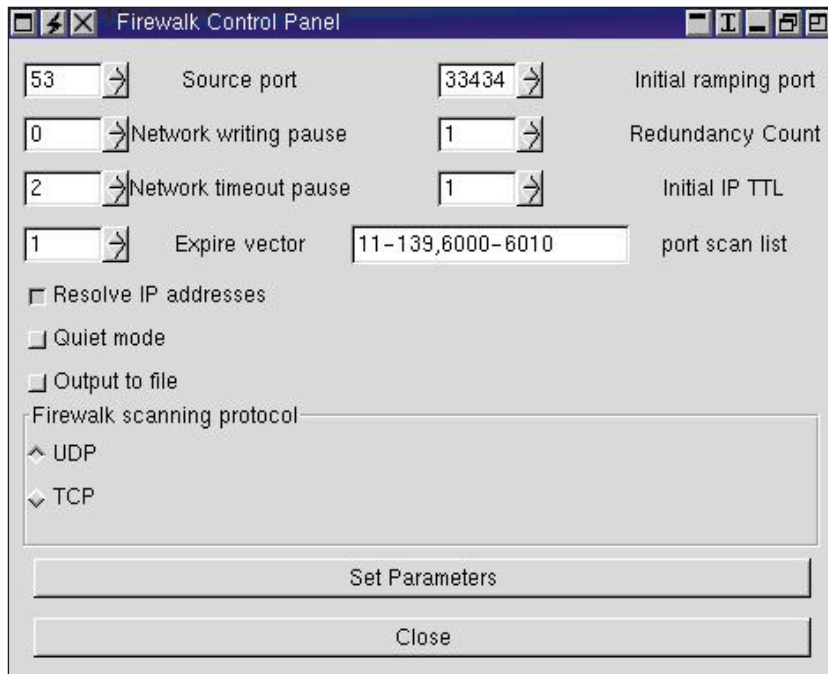 Firewalk Control Panel
53 Source port 33434 Initial ramping port
0 Network writing pause 1 Redundancy Count
2 Network timeout pause 1 Initial IP TTL
1 Expire vector 11-139,6000-6010 port scan list
Resolve IP addresses
Quiet mode
Output to file
Firewalk scanning protocol
UDP
TCP
Set Parameters
Close